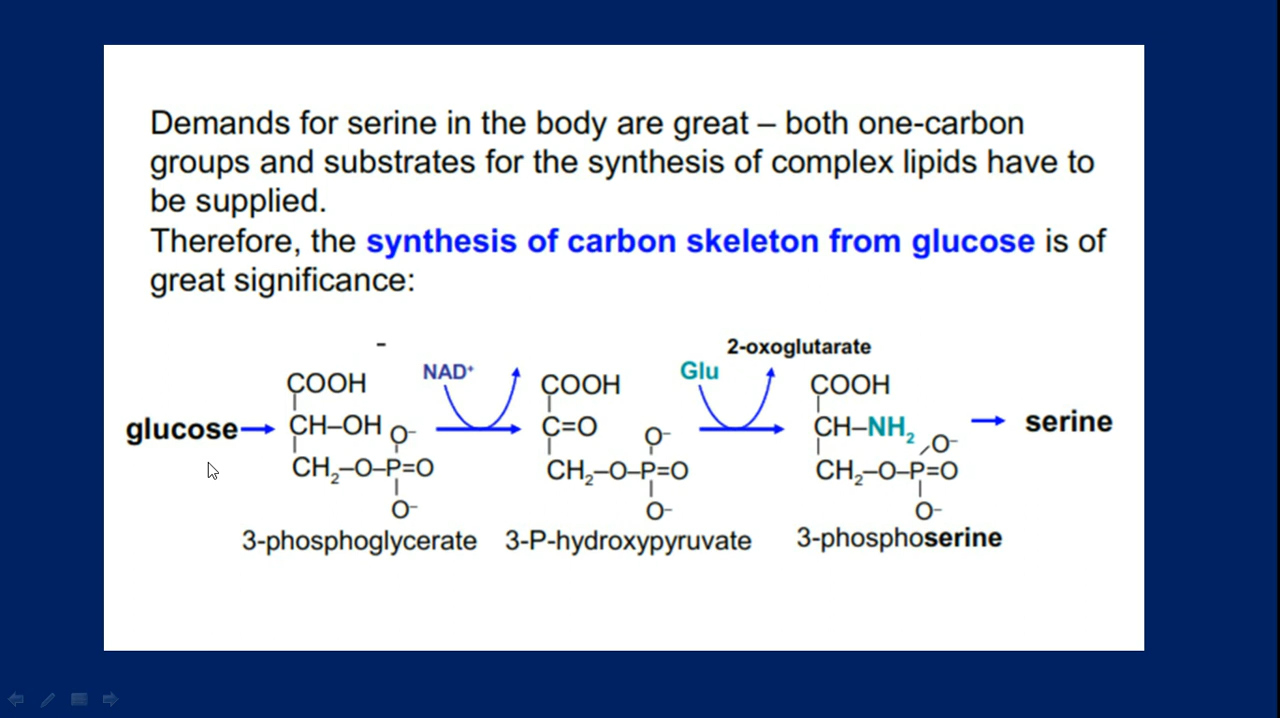 Demands for serine in the body are great – both one-carbon
groups and substrates for the synthesis of complex lipids have to
be supplied.
Therefore, the synthesis of carbon skeleton from glucose is of
great significance:
2-oxoglutarate
– NAD⁺ Glu
COOH COOH COOH
glucose CH–OH O⁻ C=O O⁻ CH–NH₂ O⁻ serine
CH₂–O–P=O CH₂–O–P=O CH₂–O–P=O
O⁻ O⁻ O⁻
3-phosphoglycerate 3-P-hydroxypyruvate 3-phosphoserine